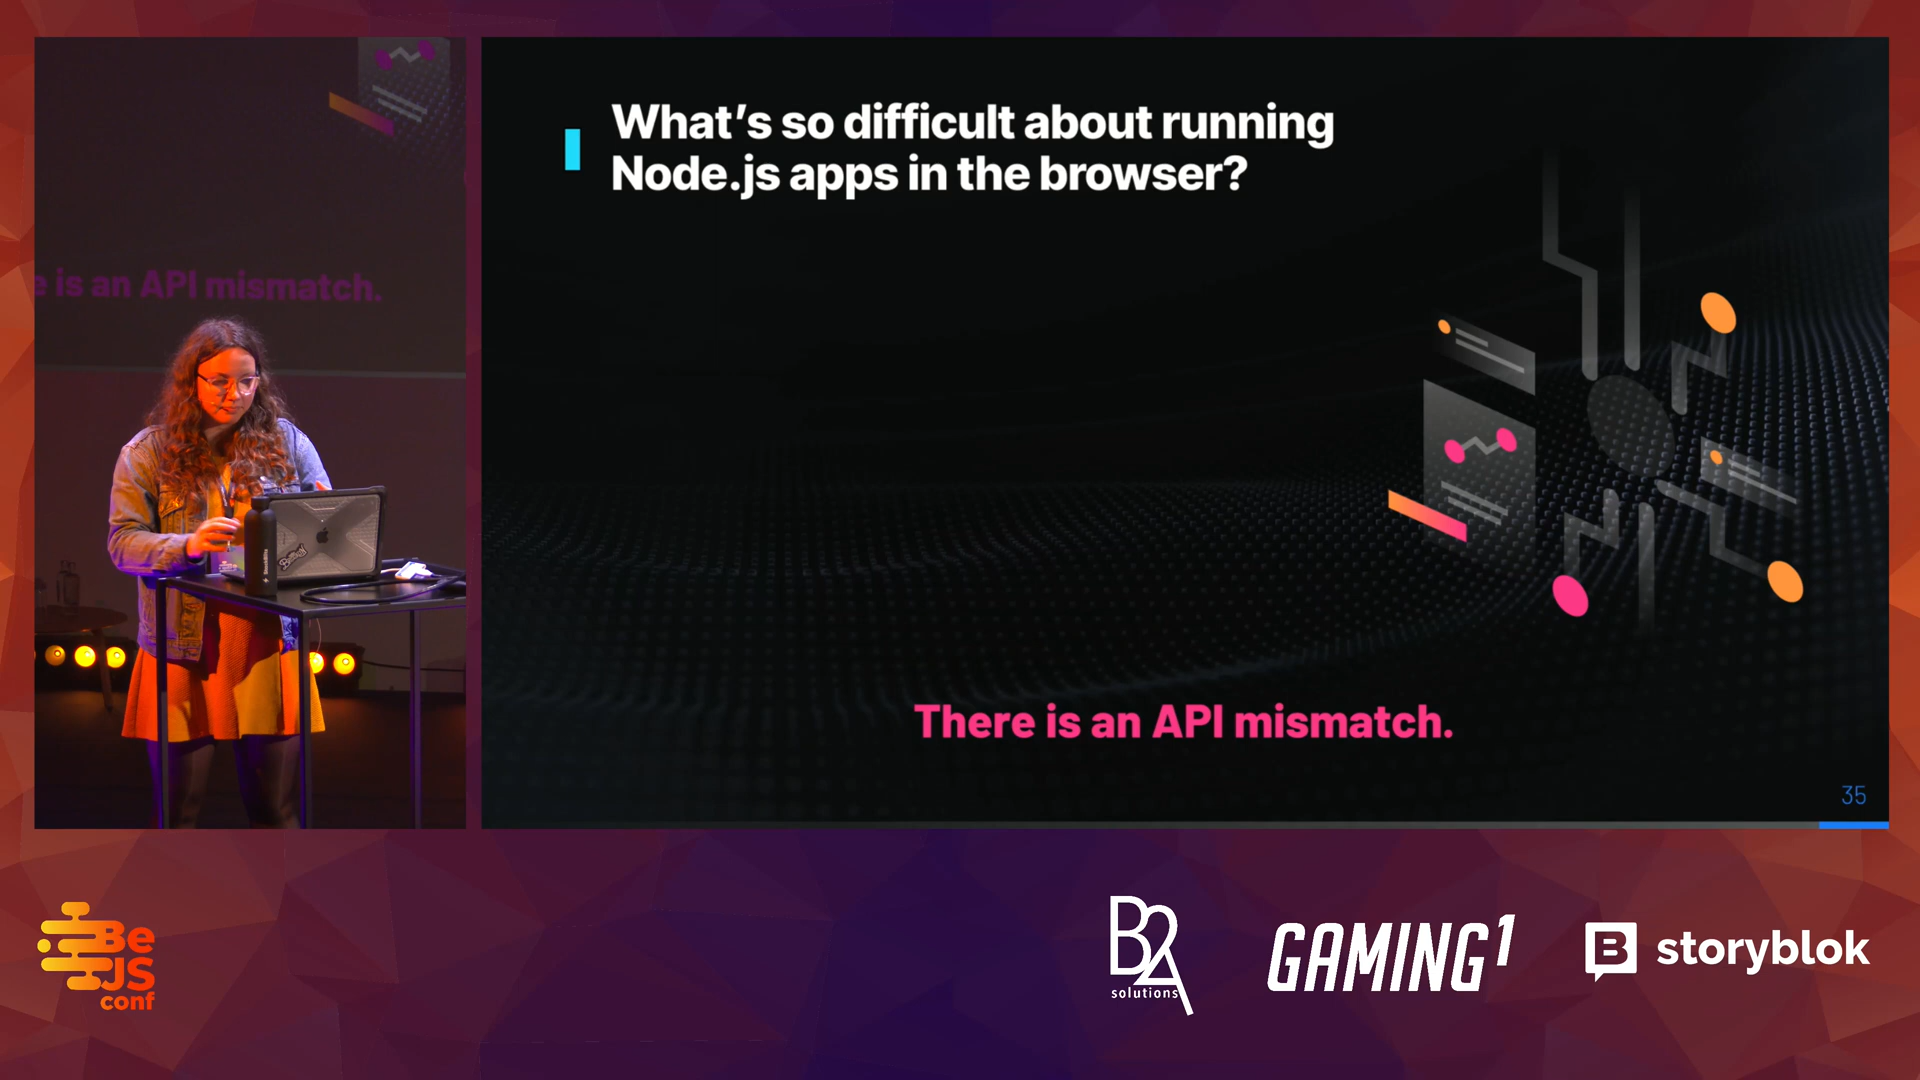 e is an API mismatch.
What's so difficult about running
Node.js apps in the browser?
There is an API mismatch.
35
Be
JS
conf
B2A
solutions
GAMING1
B storyblok